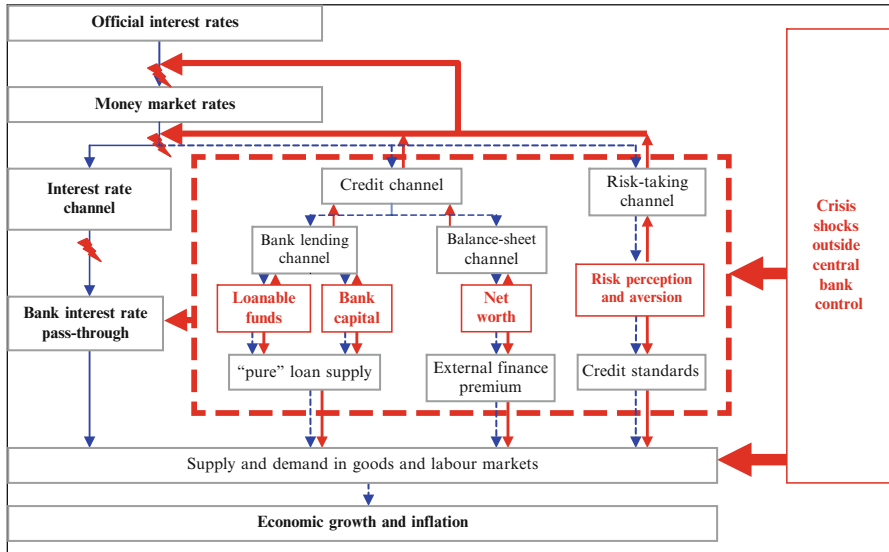 Official interest rates
Money market rates
Interest rate
channel
Credit channel
Risk-taking
channel
Bank lending
channel
Balance-sheet
channel
Loanable
funds
Bank
capital
Net
worth
Risk perception
and aversion
Bank interest rate
pass-through
“pure” loan supply
External finance
premium
Credit standards
Supply and demand in goods and labour markets
Economic growth and inflation
Crisis
shocks
outside
central
bank
control